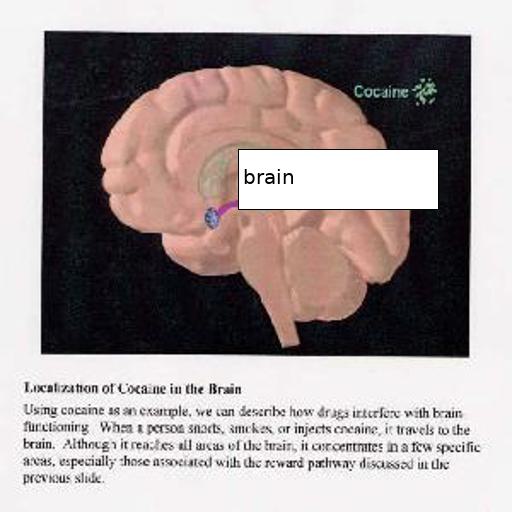 Cocaine
brain
Localization of Cocaine in the Brain
Using cocaine as an example, we can describe how drugs interfere with brain
functioning. When a person snorts, smokes, or injects cocaine, it travels to the
brain. Although it reaches all areas of the brain, it concentrates in a few specific
areas, especially those associated with the reward pathway discussed in the
previous slide.